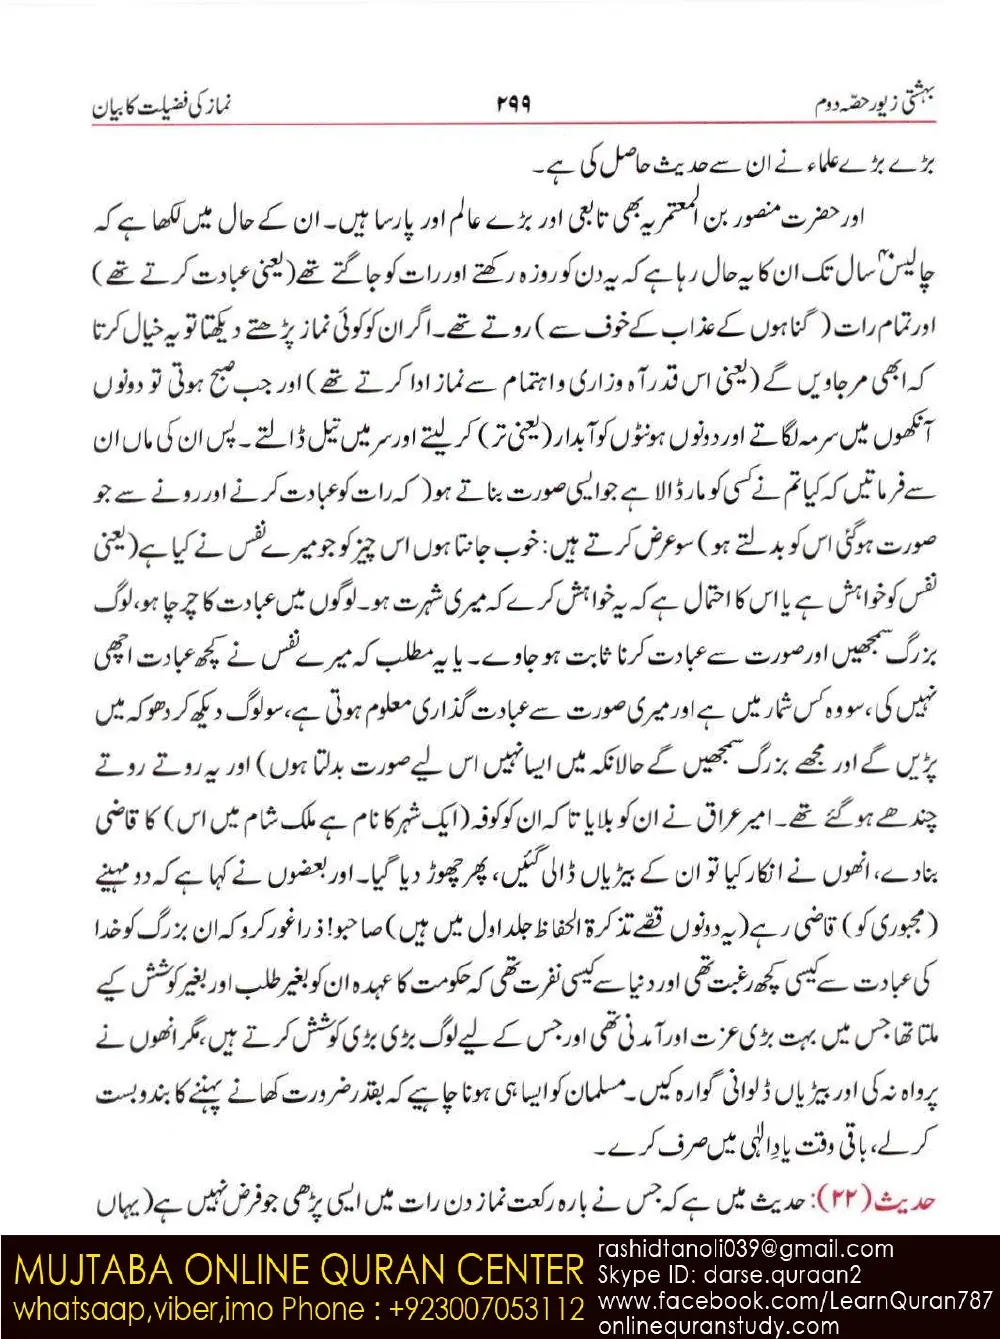 بہشتی زیور حصّہ دوم ۲۹۹ نماز کی فضیلت کا بیان
بڑے بڑے علماء نے ان سے حدیث حاصل کی ہے۔
اور حضرت منصور بن المعتمر یہ بھی تابعی اور بڑے عالم اور پارسا ہیں۔ ان کے حال میں لکھا ہے کہ
چالیس۴۰ سال تک ان کا یہ حال رہا ہے کہ یہ دن کو روزہ رکھتے اور رات کو جاگتے تھے (یعنی عبادت کرتے تھے)
اور تمام رات (گناہوں کے عذاب کے خوف سے) روتے تھے۔ اگر ان کو کوئی نماز پڑھتے دیکھتا تو یہ خیال کرتا
کہ ابھی مرجاویں گے (یعنی اس قدر آہ وزاری واہتمام سے نماز ادا کرتے تھے) اور جب صبح ہوتی تو دونوں
آنکھوں میں سرمہ لگاتے اور دونوں ہونٹوں کو آبدار (یعنی تر) کرلیتے اور سر میں تیل ڈالتے۔ پس ان کی ماں ان
سے فرماتیں کہ کیا تم نے کسی کو مار ڈالا ہے جو ایسی صورت بناتے ہو (کہ رات کو عبادت کرنے اور رونے سے جو
صورت ہوگئی اس کو بدلتے ہو) سو عرض کرتے ہیں: خوب جانتا ہوں اس چیز کو جو میرے نفس نے کیا ہے (یعنی
نفس کو خواہش ہے یا اس کا احتمال ہے کہ یہ خواہش کرے کہ میری شہرت ہو۔ لوگوں میں عبادت کا چرچا ہو، لوگ
بزرگ سمجھیں اور صورت سے عبادت کرنا ثابت ہوجاوے۔ یا یہ مطلب کہ میرے نفس نے کچھ عبادت اچھی
نہیں کی، سو وہ کس شمار میں ہے اور میری صورت سے عبادت گذاری معلوم ہوتی ہے، سو لوگ دیکھ کر دھوکہ میں
پڑیں گے اور مجھے بزرگ سمجھیں گے حالانکہ میں ایسا نہیں اس لیے صورت بدلتا ہوں) اور یہ روتے روتے
چندھے ہوگئے تھے۔ امیر عراق نے ان کو بلایا تا کہ ان کو کوفہ (ایک شہر کا نام ہے ملک شام میں اس) کا قاضی
بنادے، انھوں نے انکار کیا تو ان کے بیڑیاں ڈالی گئیں، پھر چھوڑ دیا گیا۔ اور بعضوں نے کہا ہے کہ دو مہینے
(مجبوری کو) قاضی رہے (یہ دونوں قصّے تذکرۃ الحفاظ جلد اول میں ہیں) صاحبو! ذرا غور کرو کہ ان بزرگ کو خدا
کی عبادت سے کیسی کچھ رغبت تھی اور دنیا سے کیسی نفرت تھی کہ حکومت کا عہدہ ان کو بغیر طلب اور بغیر کوشش کیے
ملتا تھا جس میں بہت بڑی عزت اور آمدنی تھی اور جس کے لیے لوگ بڑی بڑی کوشش کرتے ہیں، مگر انھوں نے
پرواہ نہ کی اور بیڑیاں ڈلوانی گوارہ کیں۔ مسلمان کو ایسا ہی ہونا چاہیے کہ بقدر ضرورت کھانے پہننے کا بندوبست
کرلے، باقی وقت یادِ الٰہی میں صرف کرے۔
حدیث (۲۲): حدیث میں ہے کہ جس نے بارہ رکعت نماز دن رات میں ایسی پڑھی جو فرض نہیں ہے (یہاں
MUJTABA ONLINE QURAN CENTER
whatsaap,viber,imo Phone : +923007053112
rashidtanoli039@gmail.com
Skype ID: darse.quraan2
www.facebook.com/LearnQuran787
onlinequranstudy.com